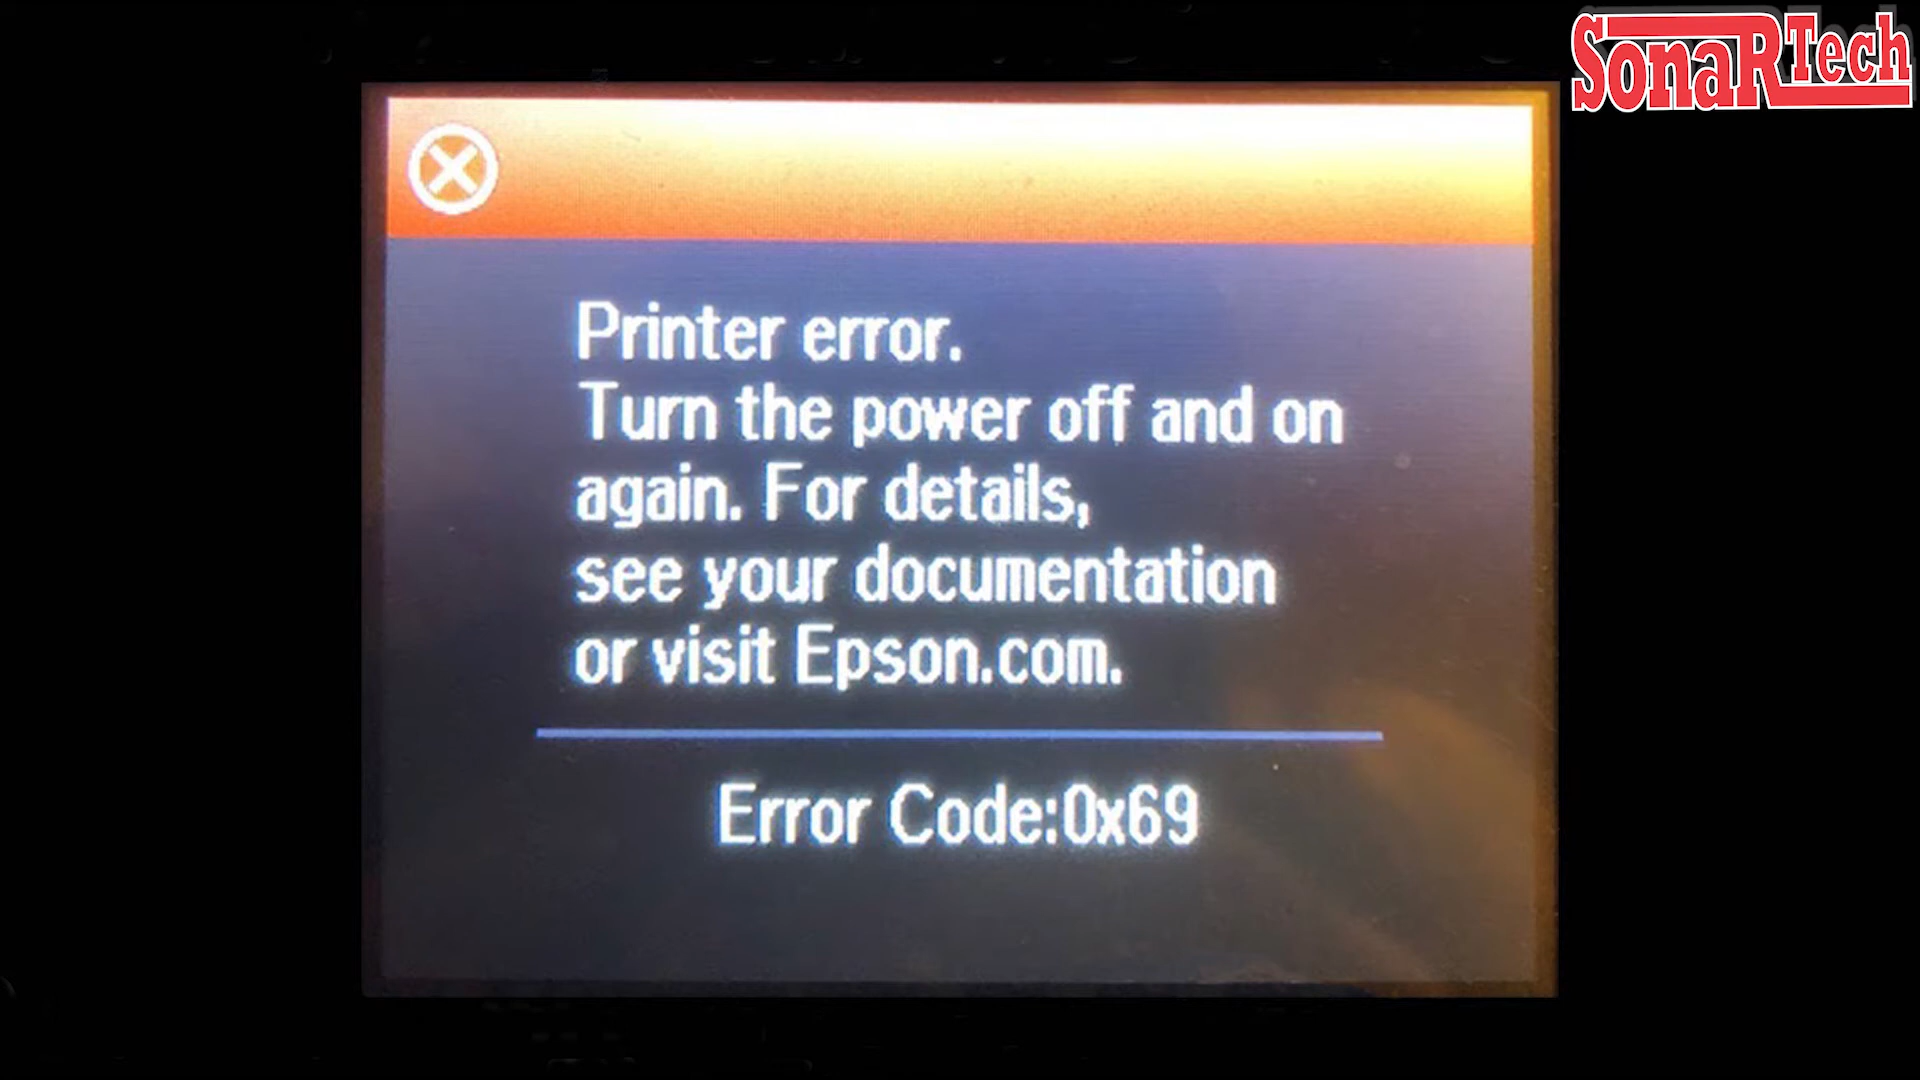 SonaRTech
Printer error.
Turn the power off and on
again. For details,
see your documentation
or visit Epson.com.
Error Code:0x69